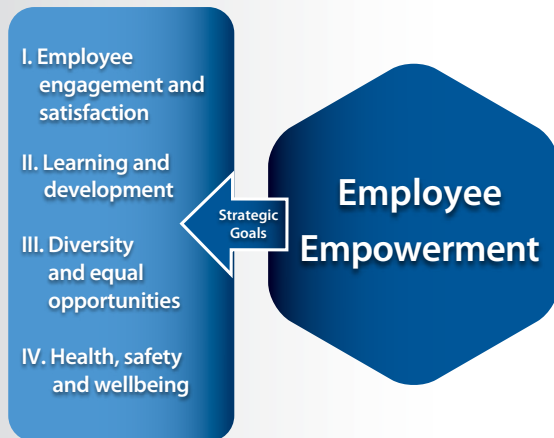 I. Employee
engagement and
satisfaction
II. Learning and
development
III. Diversity
and equal
opportunities
IV. Health, safety
and wellbeing
Strategic
Goals
Employee
Empowerment